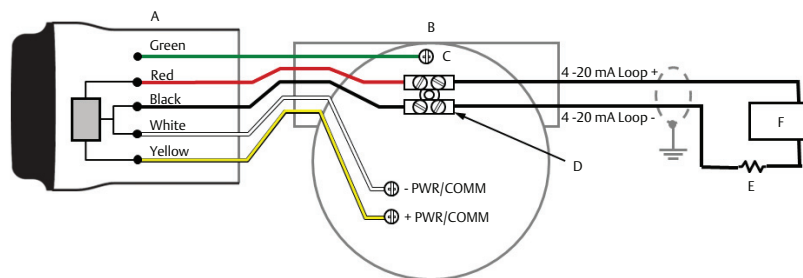 A
B
Green
C
Red
4 -20 mA Loop +
Black
F
White
4 -20 mA Loop -
Yellow
D
E
- PWR/COMM
+ PWR/COMM